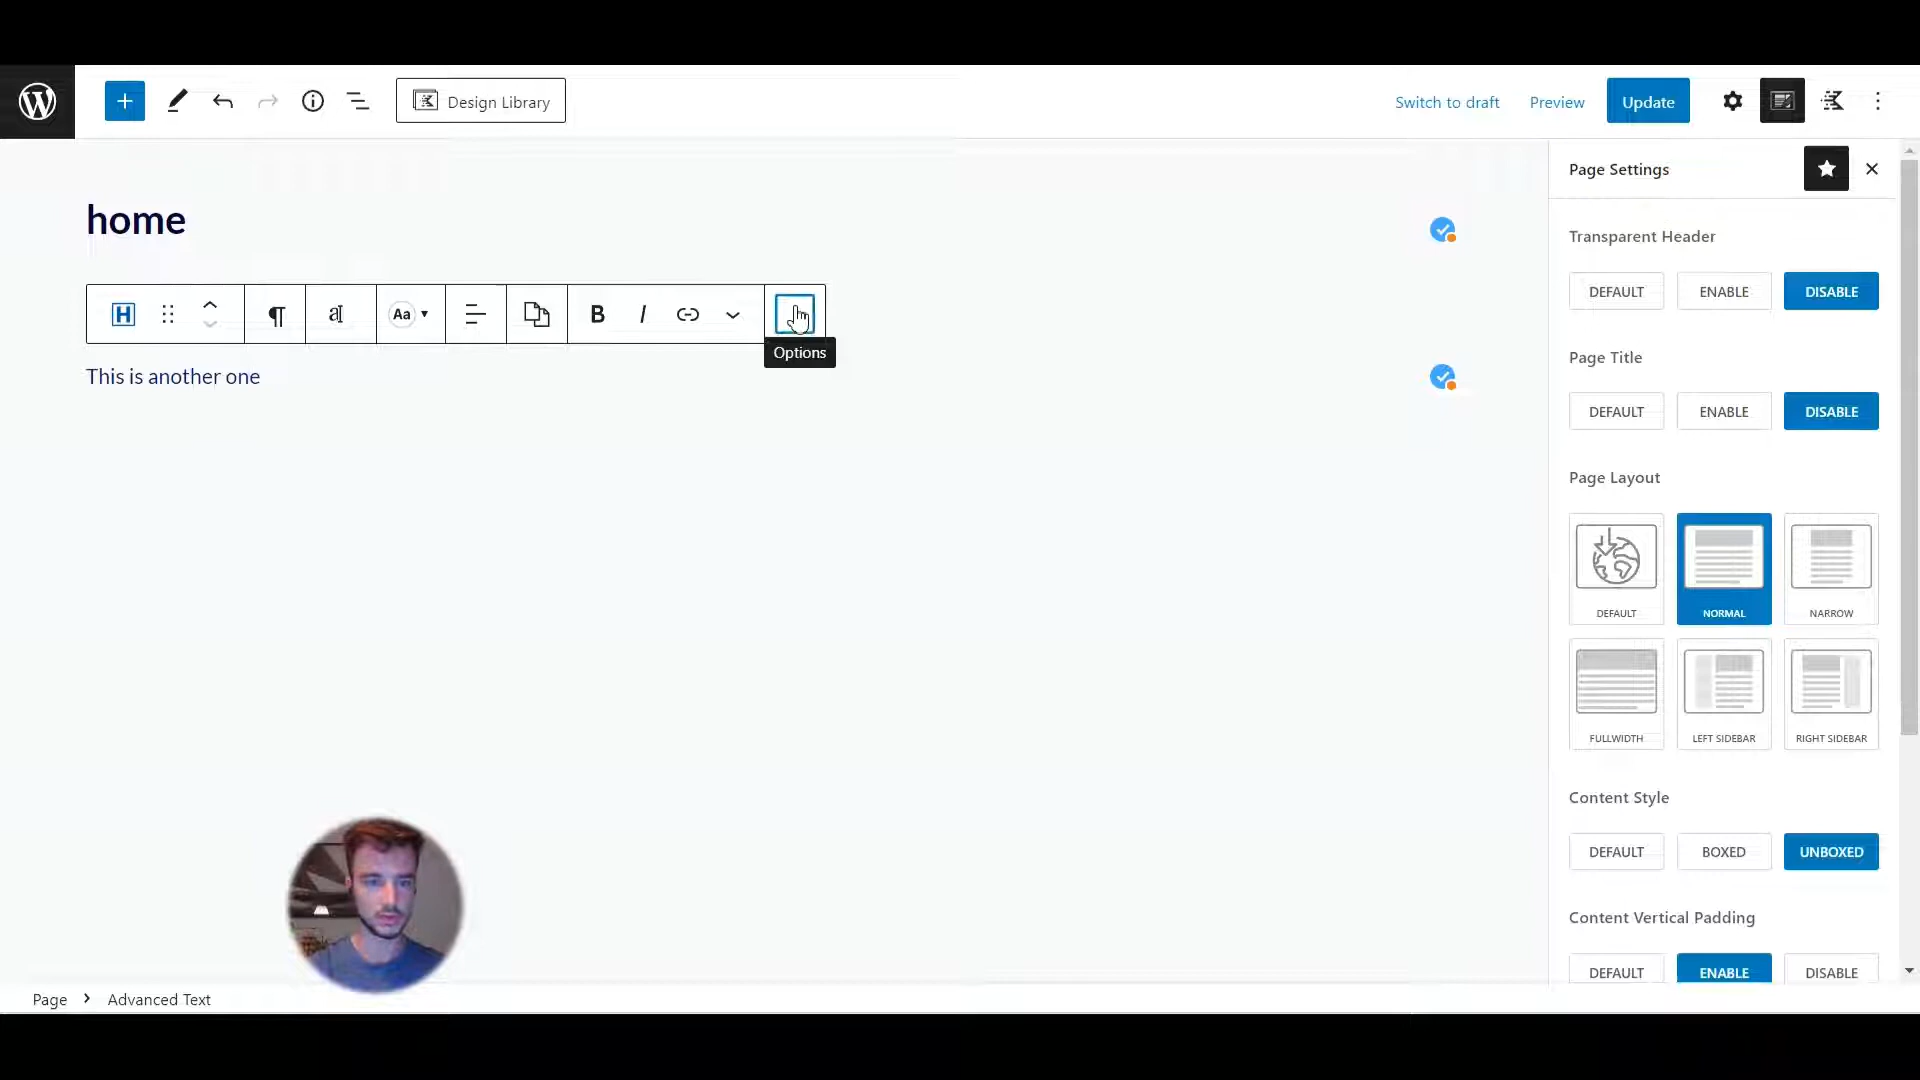 Design Library
Switch to draft
Preview
Update
Page Settings
home
Transparent Header
DEFAULT ENABLE DISABLE
H
Aa
B I
Options
This is another one
Page Title
DEFAULT ENABLE DISABLE
Page Layout
DEFAULT NORMAL NARROW
FULLWIDTH LEFT SIDEBAR RIGHT SIDEBAR
Content Style
DEFAULT BOXED UNBOXED
Content Vertical Padding
DEFAULT ENABLE DISABLE
Page Advanced Text